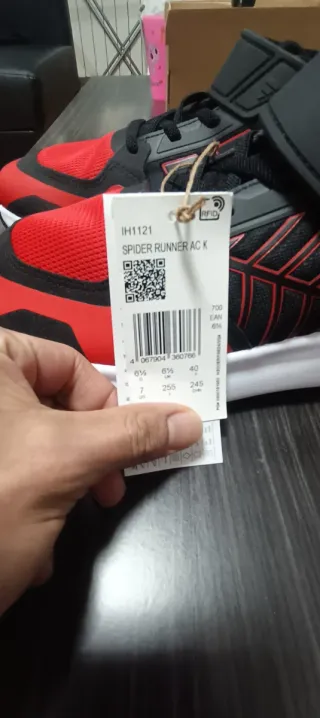 RFID
IH1121
SPIDER RUNNER AC K
700
EAN
6½
4 067904 360766
6½ 6½ 40
7 255 245